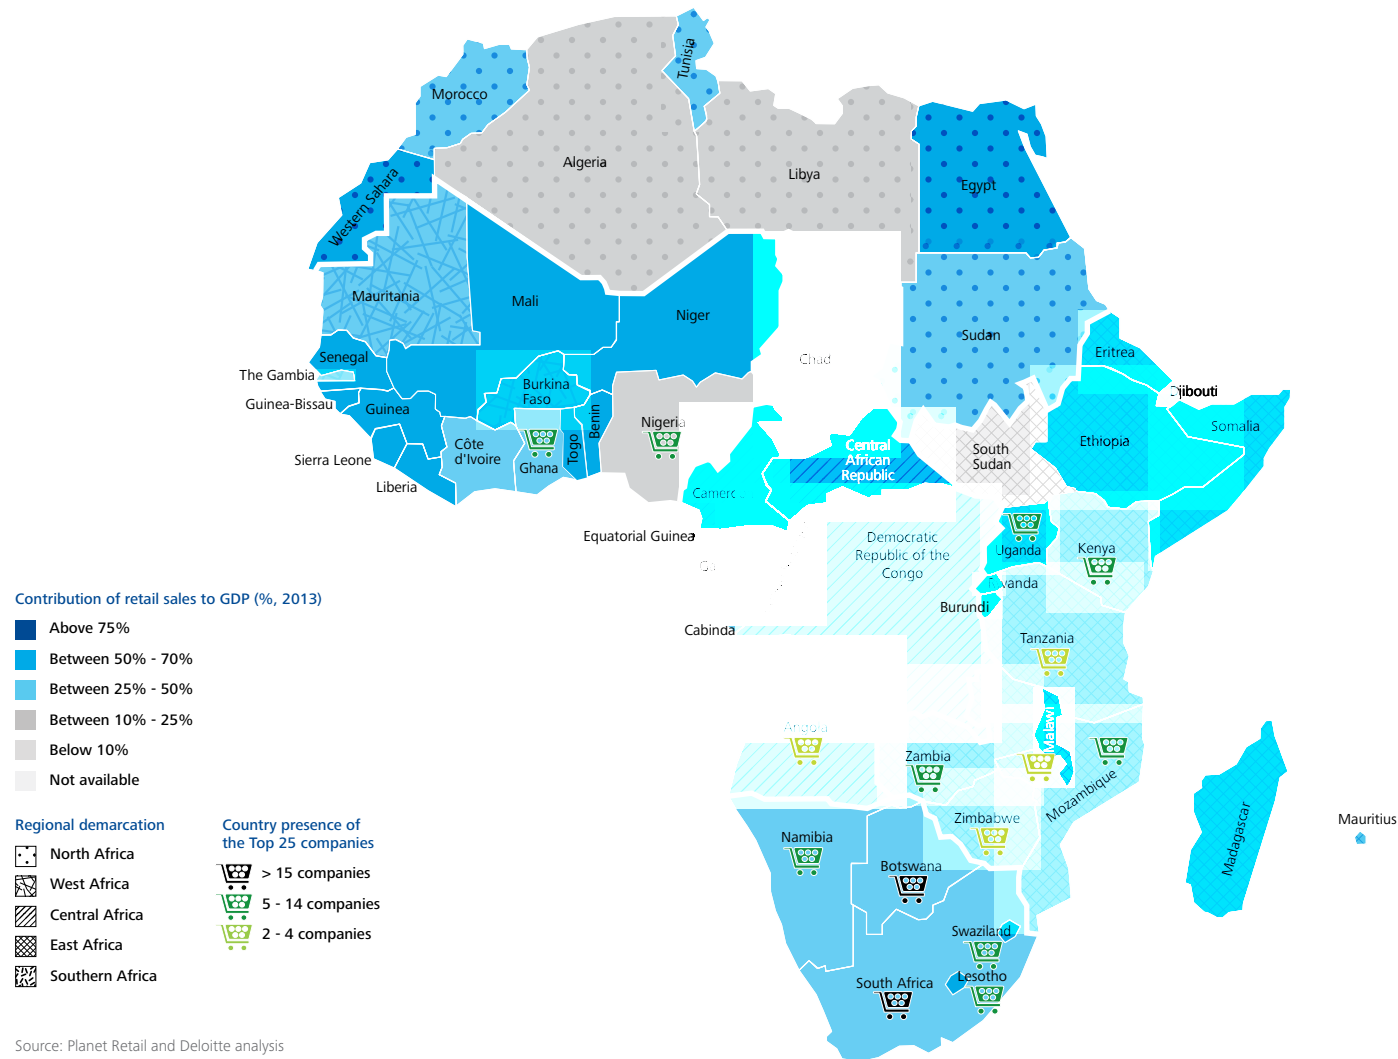 Tunisia
Morocco
Algeria
Libya
Egypt
Western Sahara
Mauritania
Mali
Niger
Sudan
Chad
Senegal
Eritrea
The Gambia
Burkina
Faso
Djibouti
Guinea-Bissau
Guinea
Benin
Nigeria
Somalia
Côte
d'Ivoire
Togo
Ghana
Central
African
Republic
South
Sudan
Ethiopia
Sierra Leone
Liberia
Equatorial Guinea
Democratic
Republic of the
Congo
Uganda
Kenya
Rwanda
Burundi
Cabinda
Tanzania
Malawi
Angola
Zambia
Mozambique
Zimbabwe
Madagascar
Mauritius
Namibia
Botswana
Swaziland
South Africa
Lesotho
Contribution of retail sales to GDP (%, 2013)
Above 75%
Between 50% - 70%
Between 25% - 50%
Between 10% - 25%
Below 10%
Not available
Regional demarcation
North Africa
West Africa
Central Africa
East Africa
Southern Africa
Country presence of
the Top 25 companies
> 15 companies
5 - 14 companies
2 - 4 companies
Source: Planet Retail and Deloitte analysis